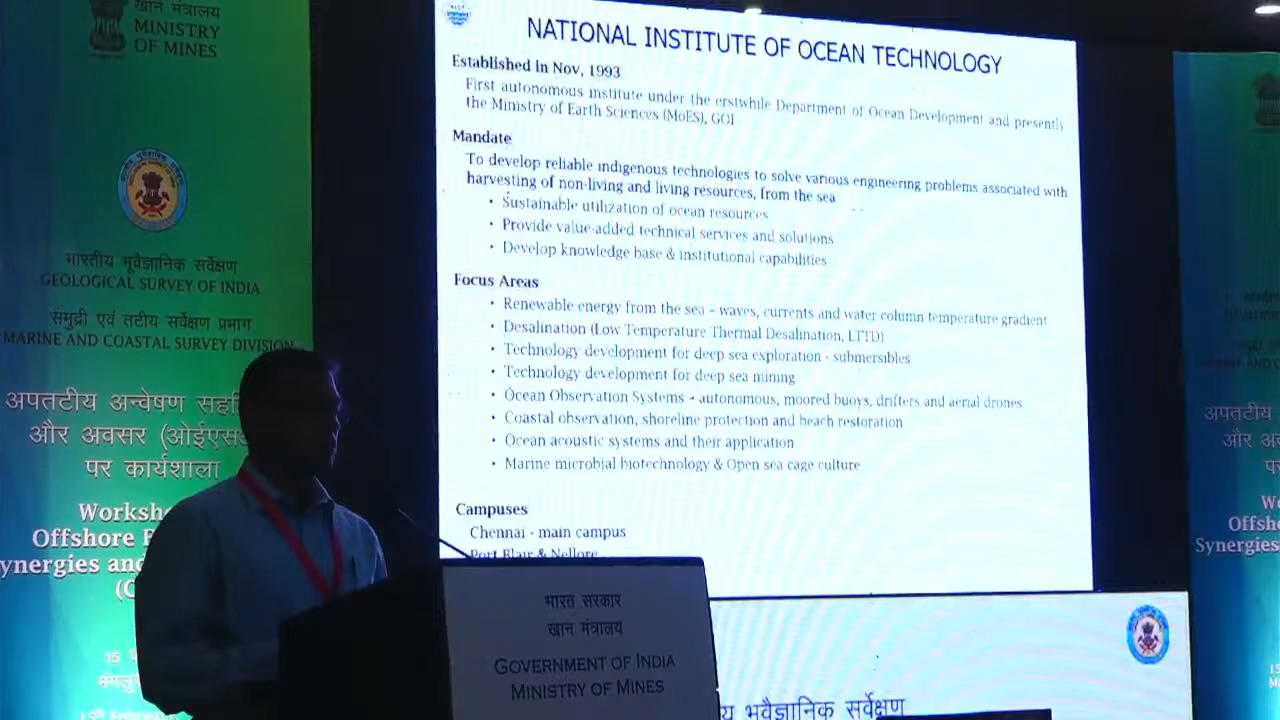 खान मंत्रालय
MINISTRY
OF MINES
भारतीय भूवैज्ञानिक सर्वेक्षण
GEOLOGICAL SURVEY OF INDIA
समुद्री एवं तटीय सर्वेक्षण प्रभाग
MARINE AND COASTAL SURVEY DIVISION
अपतटीय अन्वेषण
और अवसर
पर कार्यशाला
Offshore
and
NATIONAL INSTITUTE OF OCEAN TECHNOLOGY
Established in Nov, 1993
First autonomous institute under the erstwhile Department of Ocean Development and presently
the Ministry of Earth Sciences (MoES), GOI
Mandate
To develop reliable indigenous technologies to solve various engineering problems associated with
harvesting of non-living and living resources, from the sea
• Sustainable utilization of ocean resources
• Provide value-added technical services and solutions
• Develop knowledge base & institutional capabilities
Focus Areas
• Renewable energy from the sea – waves, currents and water column temperature gradient
• Desalination (Low Temperature Thermal Desalination, LTTD)
• Technology development for deep sea exploration - submersibles
• Technology development for deep sea mining
• Ocean Observation Systems - autonomous, moored buoys, drifters and aerial drones
• Coastal observation, shoreline protection and beach restoration
• Ocean acoustic systems and their application
• Marine microbial biotechnology & Open sea cage culture
Campuses
Chennai - main campus
Port Blair & Nellore
भारत सरकार
खान मंत्रालय
GOVERNMENT OF INDIA
MINISTRY OF MINES
भूवैज्ञानिक सर्वेक्षण
अपतटीय